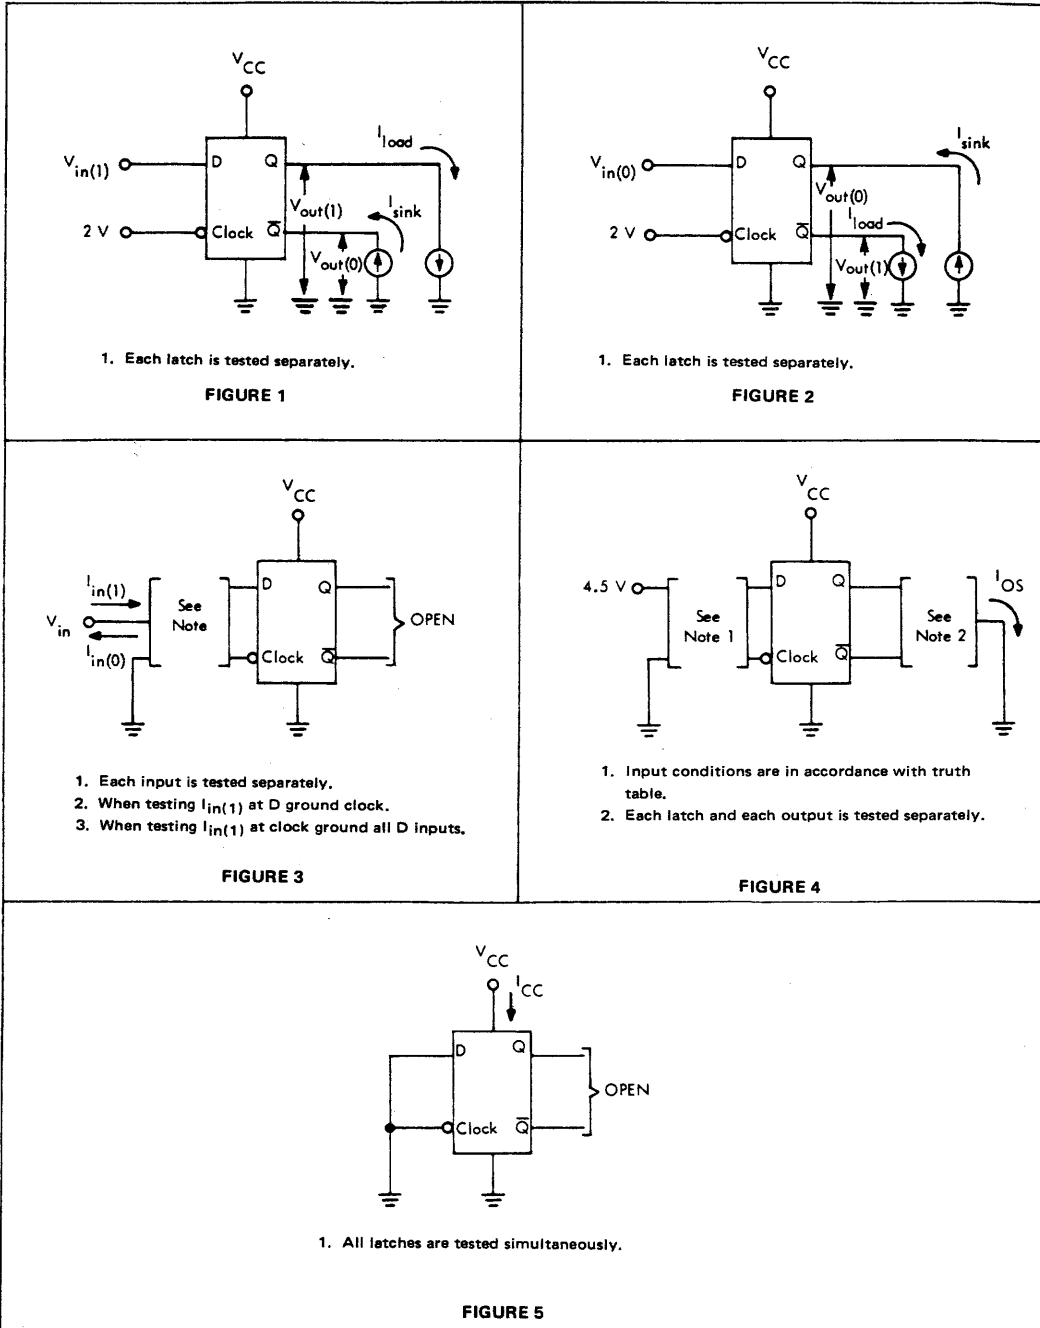 VCC
Vin(1)
D
Q
Iload
Vout(1)
Isink
2 V
Clock
Q̅
Vout(0)
1. Each latch is tested separately.
FIGURE 1
VCC
Vin(0)
D
Q
Isink
Vout(0)
Iload
2 V
Clock
Q̅
Vout(1)
1. Each latch is tested separately.
FIGURE 2
VCC
Iin(1)
Vin
Iin(0)
See
Note
D
Q
Clock
Q̅
OPEN
1. Each input is tested separately.
2. When testing Iin(1) at D ground clock.
3. When testing Iin(1) at clock ground all D inputs.
FIGURE 3
VCC
4.5 V
See
Note 1
D
Q
Clock
Q̅
See
Note 2
IOS
1. Input conditions are in accordance with truth
table.
2. Each latch and each output is tested separately.
FIGURE 4
VCC
ICC
D
Q
Clock
Q̅
OPEN
1. All latches are tested simultaneously.
FIGURE 5